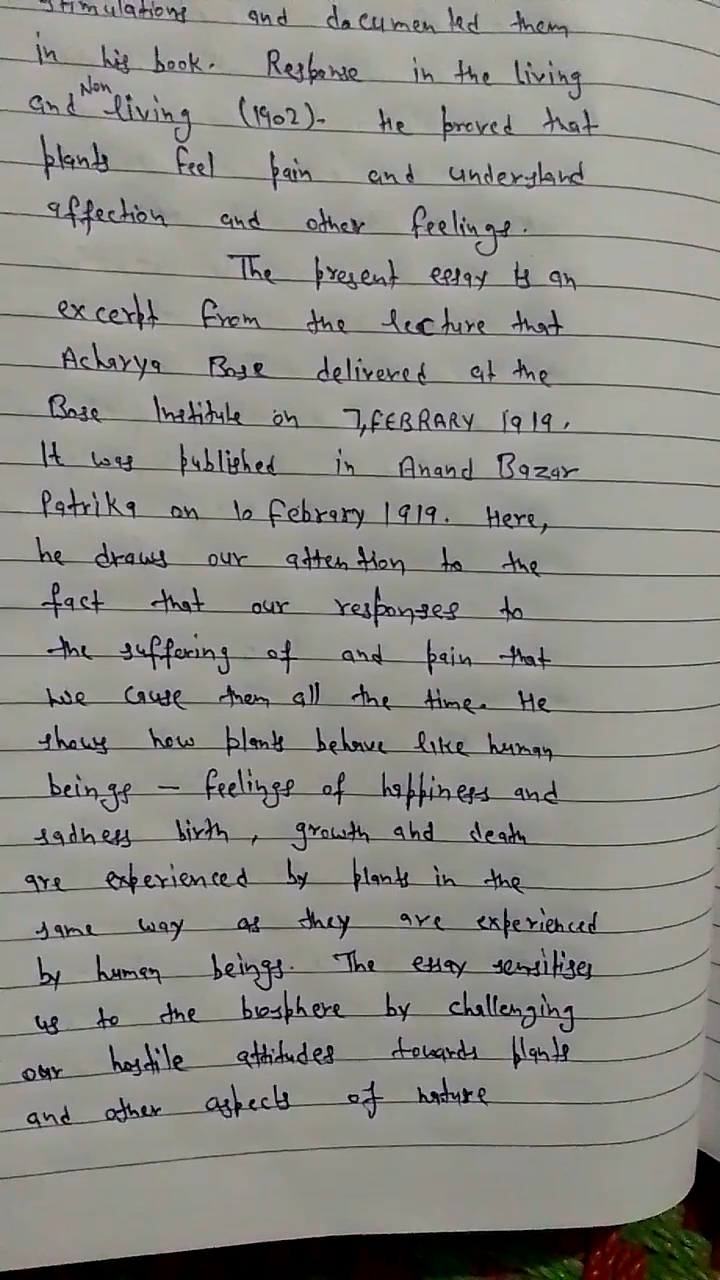 stimulations and documented them
in his book. Response in the living
and Non living (1902)- He proved that
plants feel pain and understand
affection and other feelings.
The present essay is an
excerpt from the lecture that
Acharya Bose delivered at the
Bose Institute on 7, FEBRARY 1919.
It was published in Anand Bazar
Patrika on 10 Febrary 1919. Here,
he draws our attention to the
fact that our responses to
the suffering of and pain that
we cause them all the time. He
shows how plants behave like human
beings – feelings of happiness and
sadness birth, growth and death
are experienced by plants in the
same way as they are experienced
by human beings. The essay sensitises
us to the biosphere by challenging
our hostile attitudes towards plants
and other aspects of nature